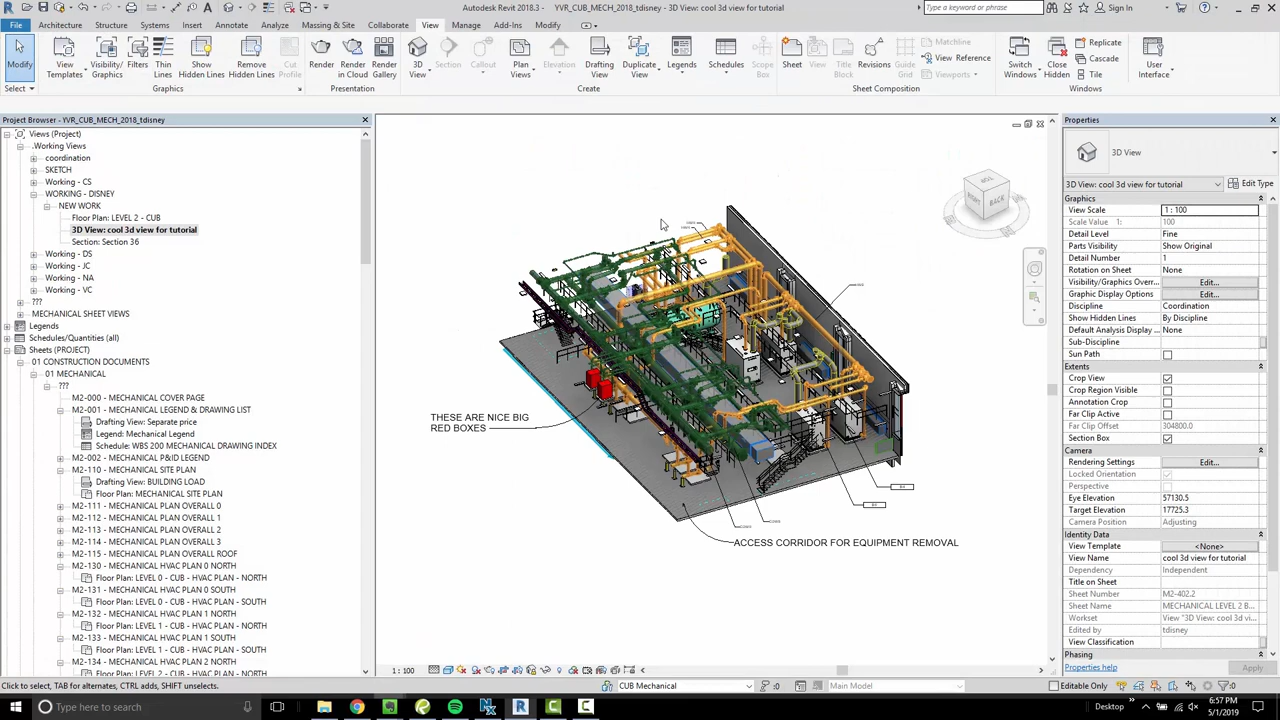 Autodesk Revit 2018.3 - YVR_CUB_MECH_2018_tdisney - 3D View: cool 3d view for tutorial
Type a keyword or phrase
Sign In
File Architecture Structure Systems Insert Annotate Analyze Massing & Site Collaborate View Manage Add-Ins Modify
Modify
View Templates
Visibility/ Graphics
Filters
Thin Lines
Show Hidden Lines
Remove Hidden Lines
Cut Profile
Render
Render in Cloud
Render Gallery
3D View
Section
Callout
Plan Views
Elevation
Drafting View
Duplicate View
Legends
Schedules
Scope Box
Sheet
View
Title Block
Revisions
Guide Grid
Matchline
View Reference
Viewports
Switch Windows
Close Hidden
Replicate
Cascade
Tile
User Interface
Select Graphics Presentation Create Sheet Composition Windows
Project Browser - YVR_CUB_MECH_2018_tdisney
Views (Project)
.Working Views
coordination
SKETCH
Working - CS
WORKING - DISNEY
NEW WORK
Floor Plan: LEVEL 2 - CUB
3D View: cool 3d view for tutorial
Section: Section 36
Working - DS
Working - JC
Working - NA
Working - VC
???
MECHANICAL SHEET VIEWS
Legends
Schedules/Quantities (all)
Sheets (PROJECT)
01 CONSTRUCTION DOCUMENTS
01 MECHANICAL
???
M2-000 - MECHANICAL COVER PAGE
M2-001 - MECHANICAL LEGEND & DRAWING LIST
Drafting View: Separate price
Legend: Mechanical Legend
Schedule: WBS 200 MECHANICAL DRAWING INDEX
M2-002 - MECHANICAL P&ID LEGEND
M2-110 - MECHANICAL SITE PLAN
Drafting View: BUILDING LOAD
Floor Plan: MECHANICAL SITE PLAN
M2-111 - MECHANICAL PLAN OVERALL 0
M2-112 - MECHANICAL PLAN OVERALL 1
M2-113 - MECHANICAL PLAN OVERALL 2
M2-114 - MECHANICAL PLAN OVERALL 3
M2-115 - MECHANICAL PLAN OVERALL ROOF
M2-130 - MECHANICAL HVAC PLAN 0 NORTH
Floor Plan: LEVEL 0 - CUB - HVAC PLAN - NORTH
M2-131 - MECHANICAL HVAC PLAN 0 SOUTH
Floor Plan: LEVEL 0 - CUB - HVAC PLAN - SOUTH
M2-132 - MECHANICAL HVAC PLAN 1 NORTH
Floor Plan: LEVEL 1 - CUB - HVAC PLAN - NORTH
M2-133 - MECHANICAL HVAC PLAN 1 SOUTH
Floor Plan: LEVEL 1 - CUB - HVAC PLAN - SOUTH
M2-134 - MECHANICAL HVAC PLAN 2 NORTH
Floor Plan: LEVEL 2 - CUB - HVAC PLAN - NORTH
TOP
RIGHT
BACK
THESE ARE NICE BIG
RED BOXES
ACCESS CORRIDOR FOR EQUIPMENT REMOVAL
1 : 100
Properties
3D View
3D View: cool 3d view for tutorial
Edit Type
Graphics
View Scale 1 : 100
Scale Value 1: 100
Detail Level Fine
Parts Visibility Show Original
Detail Number 1
Rotation on Sheet None
Visibility/Graphics Overr... Edit...
Graphic Display Options Edit...
Discipline Coordination
Show Hidden Lines By Discipline
Default Analysis Display ... None
Sub-Discipline
Sun Path
Extents
Crop View
Crop Region Visible
Annotation Crop
Far Clip Active
Far Clip Offset 304800.0
Section Box
Camera
Rendering Settings Edit...
Locked Orientation
Perspective
Eye Elevation 57130.5
Target Elevation 17725.3
Camera Position Adjusting
Identity Data
View Template <None>
View Name cool 3d view for tutorial
Dependency Independent
Title on Sheet
Sheet Number M2-402.2
Sheet Name MECHANICAL LEVEL 2 B...
Workset View "3D View: cool 3d vi...
Edited by tdisney
View Classification
Phasing
Properties help
Apply
Click to select, TAB for alternates, CTRL adds, SHIFT unselects.
CUB Mechanical
:0
Main Model
Editable Only
:0
Type here to search
Desktop
6:57 PM
5/1/2019